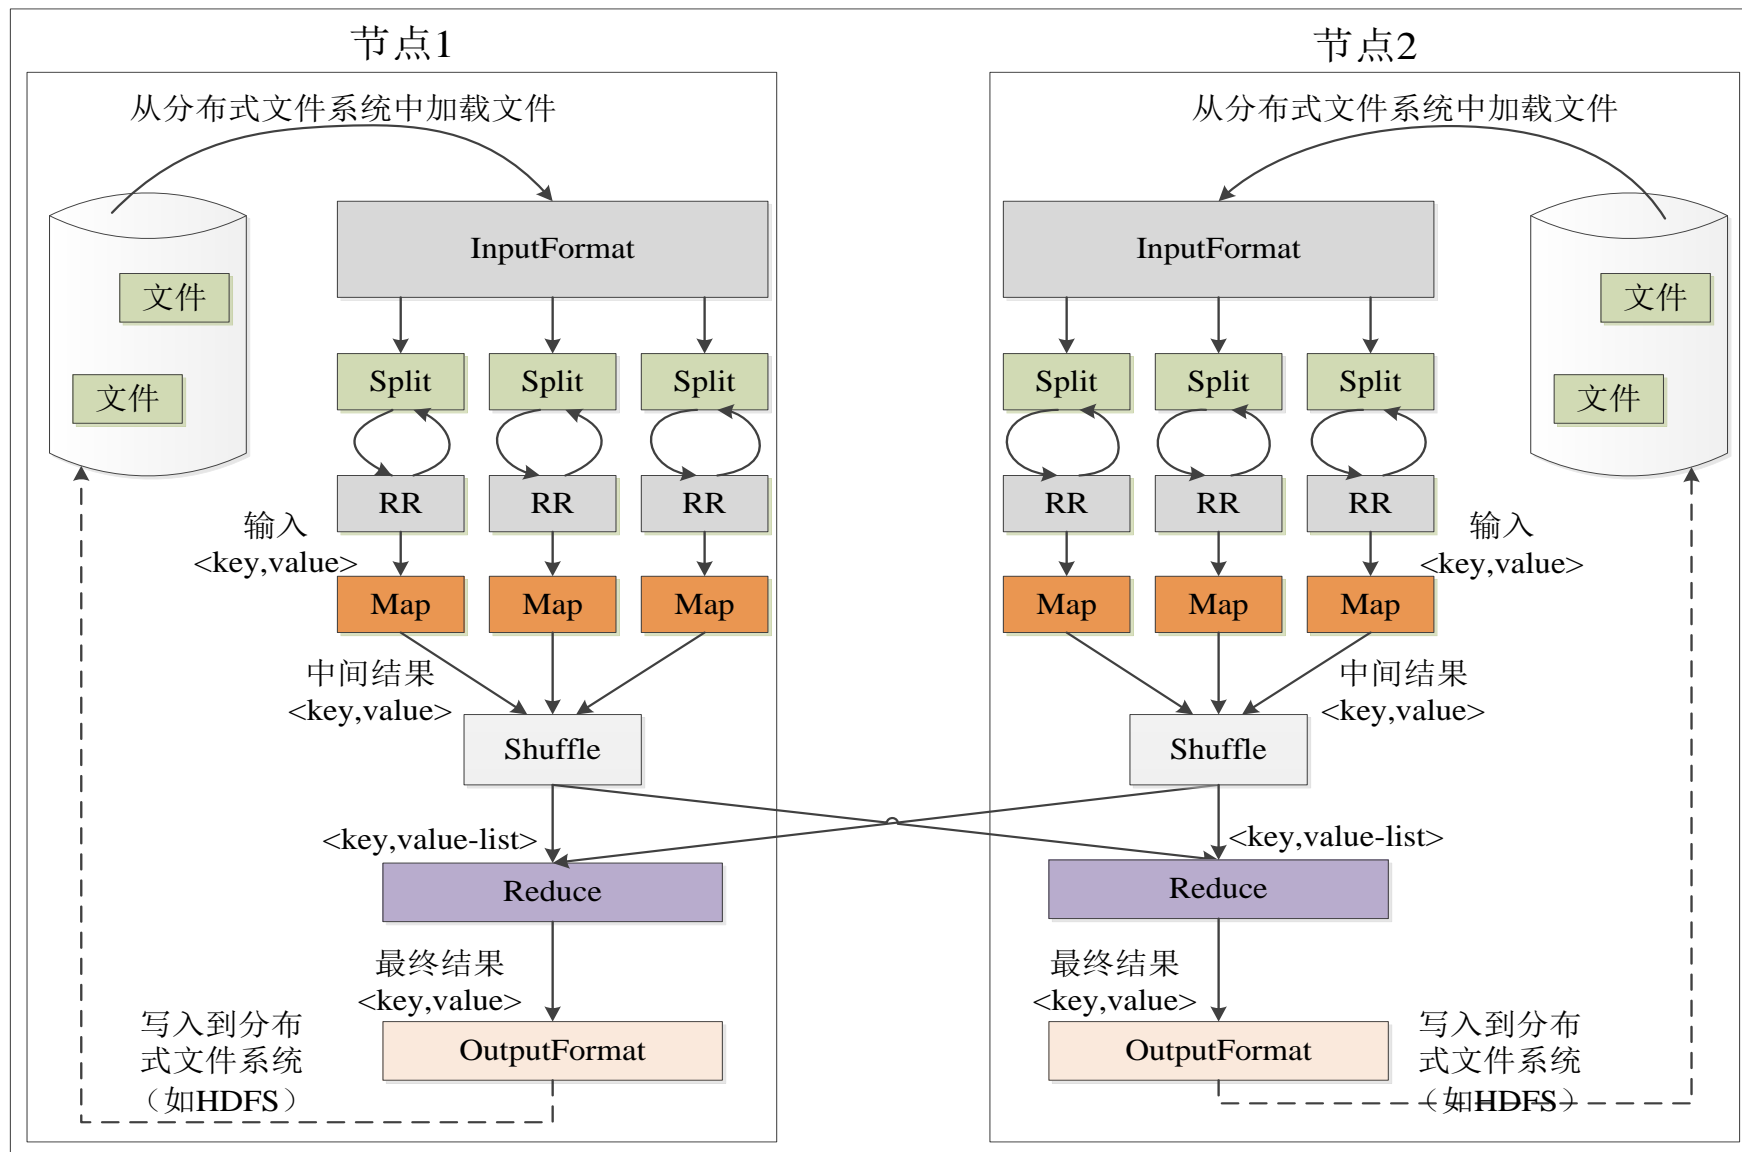 节点1
从分布式文件系统中加载文件
InputFormat
文件
文件
Split
Split
Split
RR
RR
RR
输入
<key,value>
Map
Map
Map
中间结果
<key,value>
Shuffle
<key,value-list>
Reduce
最终结果
<key,value>
OutputFormat
写入到分布
式文件系统
（如HDFS）
节点2
从分布式文件系统中加载文件
InputFormat
文件
文件
Split
Split
Split
RR
RR
RR
输入
<key,value>
Map
Map
Map
中间结果
<key,value>
Shuffle
<key,value-list>
Reduce
最终结果
<key,value>
OutputFormat
写入到分布
式文件系统
（如HDFS）